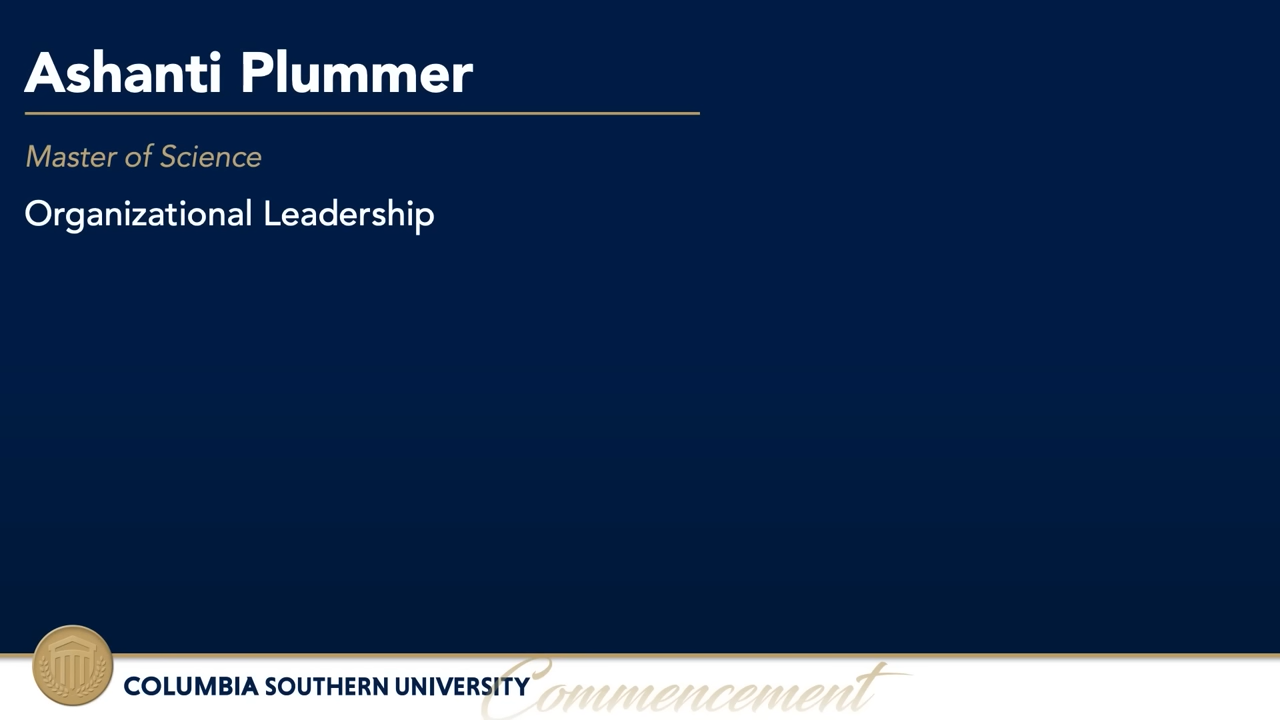 Ashanti Plummer
Master of Science
Organizational Leadership
COLUMBIA SOUTHERN UNIVERSITY
Commencement